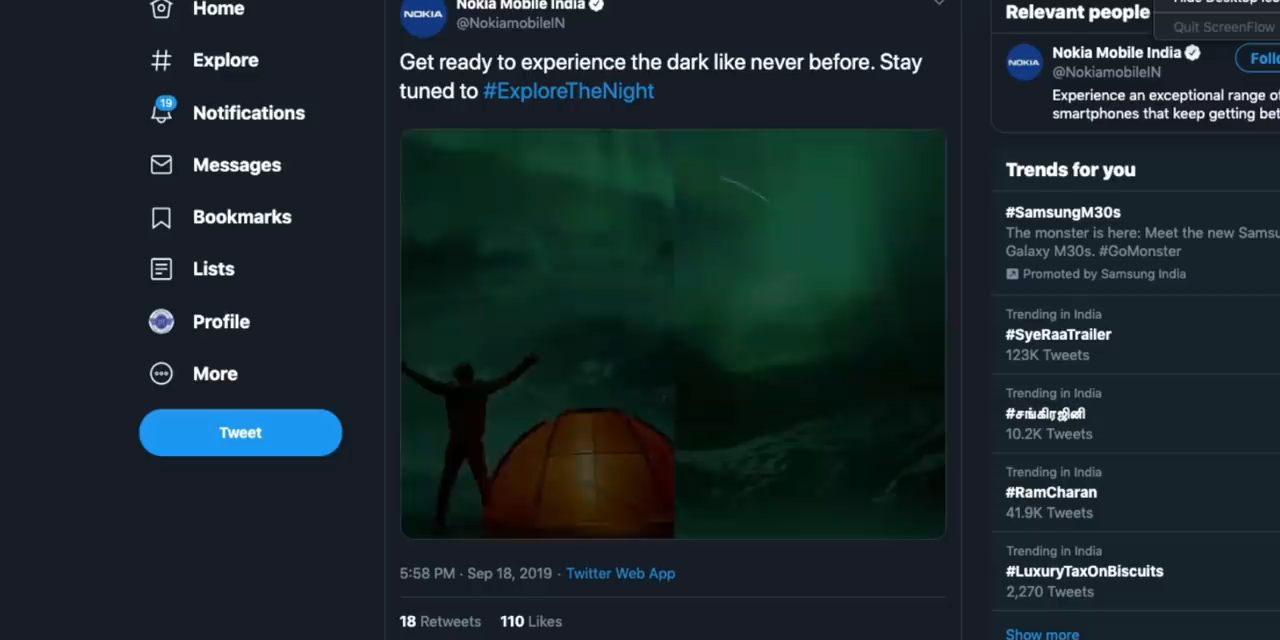 Home
Explore
19
Notifications
Messages
Bookmarks
Lists
Profile
More
Tweet
NOKIA
Nokia Mobile India
@NokiamobileIN
Get ready to experience the dark like never before. Stay
tuned to #ExploreTheNight
5:58 PM · Sep 18, 2019 · Twitter Web App
18 Retweets 110 Likes
Quit ScreenFlow
Relevant people
NOKIA
Nokia Mobile India
@NokiamobileIN
Experience an exceptional range of
smartphones that keep getting bet
Trends for you
#SamsungM30s
The monster is here: Meet the new Samsu
Galaxy M30s. #GoMonster
Promoted by Samsung India
Trending in India
#SyeRaaTrailer
123K Tweets
Trending in India
10.2K Tweets
Trending in India
#RamCharan
41.9K Tweets
Trending in India
#LuxuryTaxOnBiscuits
2,270 Tweets
Show more